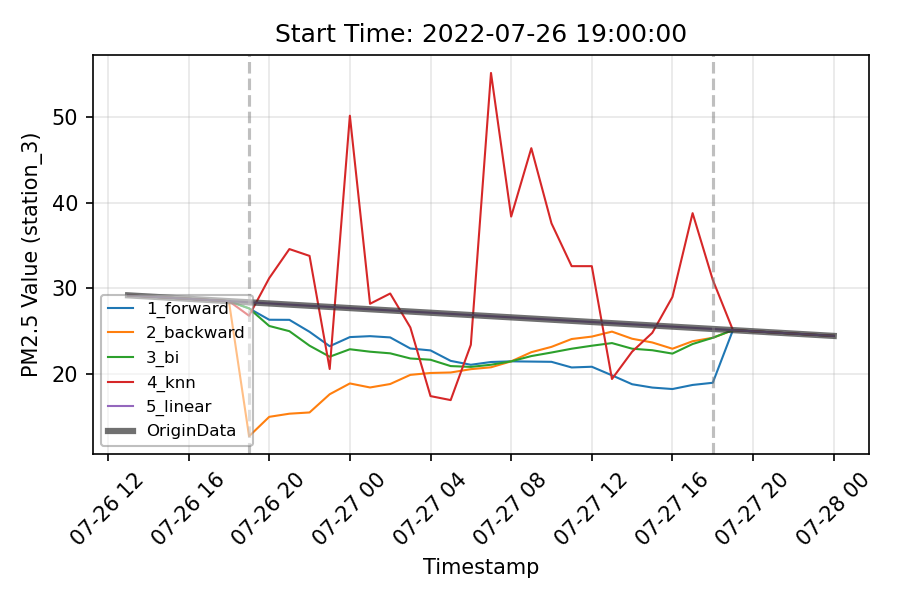 Start Time: 2022-07-26 19:00:00
PM2.5 Value (station_3)
50
40
30
20
1_forward
2_backward
3_bi
4_knn
5_linear
OriginData
07-26 12
07-26 16
07-26 20
07-27 00
07-27 04
07-27 08
07-27 12
07-27 16
07-27 20
07-28 00
Timestamp